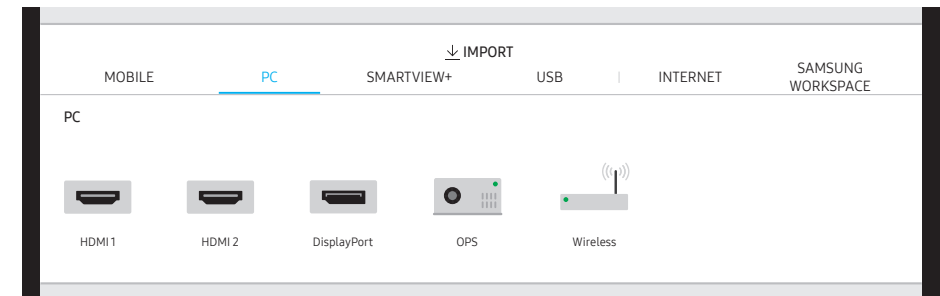 IMPORT
MOBILE PC SMARTVIEW+ USB INTERNET SAMSUNG WORKSPACE
PC
HDMI 1 HDMI 2 DisplayPort OPS Wireless